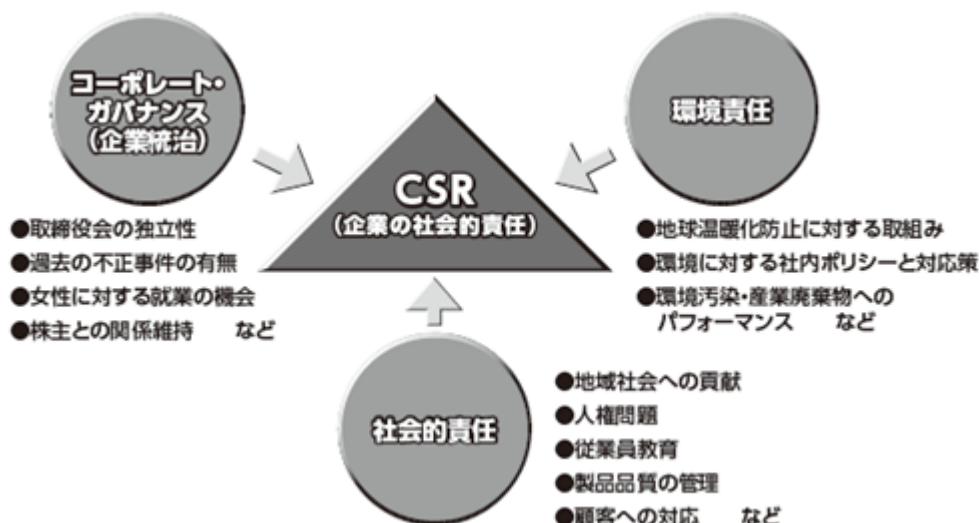 コーポレート・
ガバナンス
(企業統治)
●取締役会の独立性
●過去の不正事件の有無
●女性に対する就業の機会
●株主との関係維持 など
CSR
(企業の社会的責任)
環境責任
●地球温暖化防止に対する取組み
●環境に対する社内ポリシーと対応策
●環境汚染・産業廃棄物への
パフォーマンス など
社会的責任
●地域社会への貢献
●人権問題
●従業員教育
●製品品質の管理
●顧客への対応 など